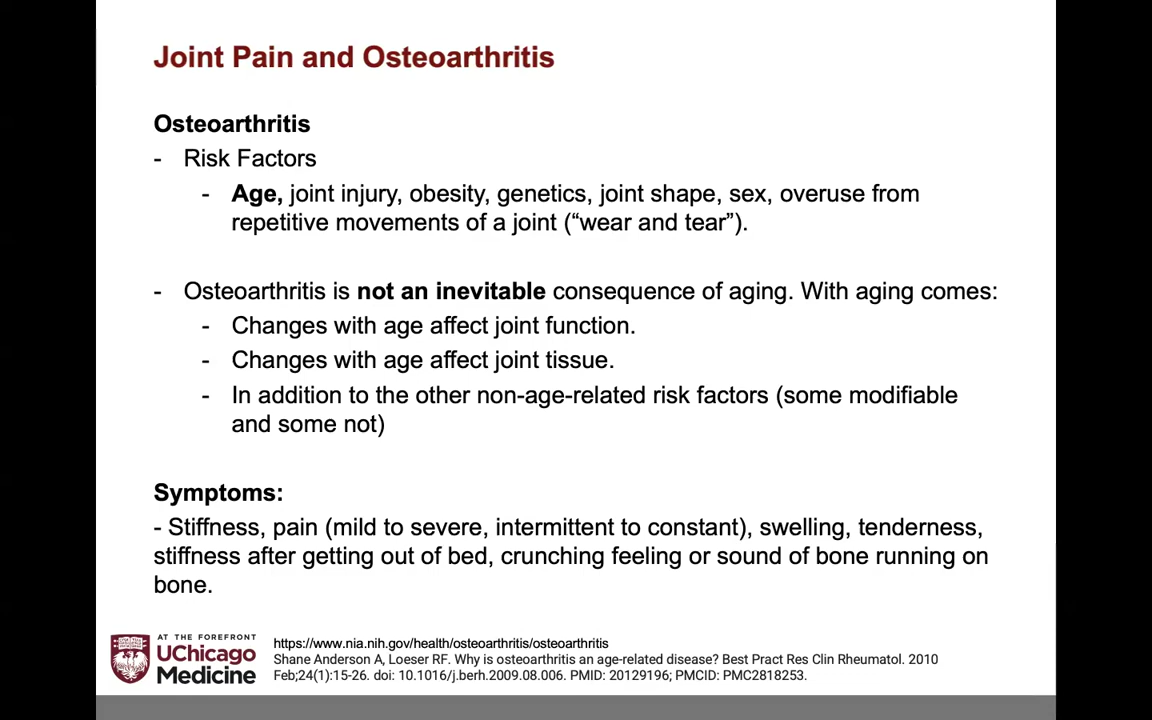 Joint Pain and Osteoarthritis
Osteoarthritis
- Risk Factors
- Age, joint injury, obesity, genetics, joint shape, sex, overuse from
repetitive movements of a joint (“wear and tear”).
- Osteoarthritis is not an inevitable consequence of aging. With aging comes:
- Changes with age affect joint function.
- Changes with age affect joint tissue.
- In addition to the other non-age-related risk factors (some modifiable
and some not)
Symptoms:
- Stiffness, pain (mild to severe, intermittent to constant), swelling, tenderness,
stiffness after getting out of bed, crunching feeling or sound of bone running on
bone.
AT THE FOREFRONT
UChicago
Medicine
https://www.nia.nih.gov/health/osteoarthritis/osteoarthritis
Shane Anderson A, Loeser RF. Why is osteoarthritis an age-related disease? Best Pract Res Clin Rheumatol. 2010
Feb;24(1):15-26. doi: 10.1016/j.berh.2009.08.006. PMID: 20129196; PMCID: PMC2818253.